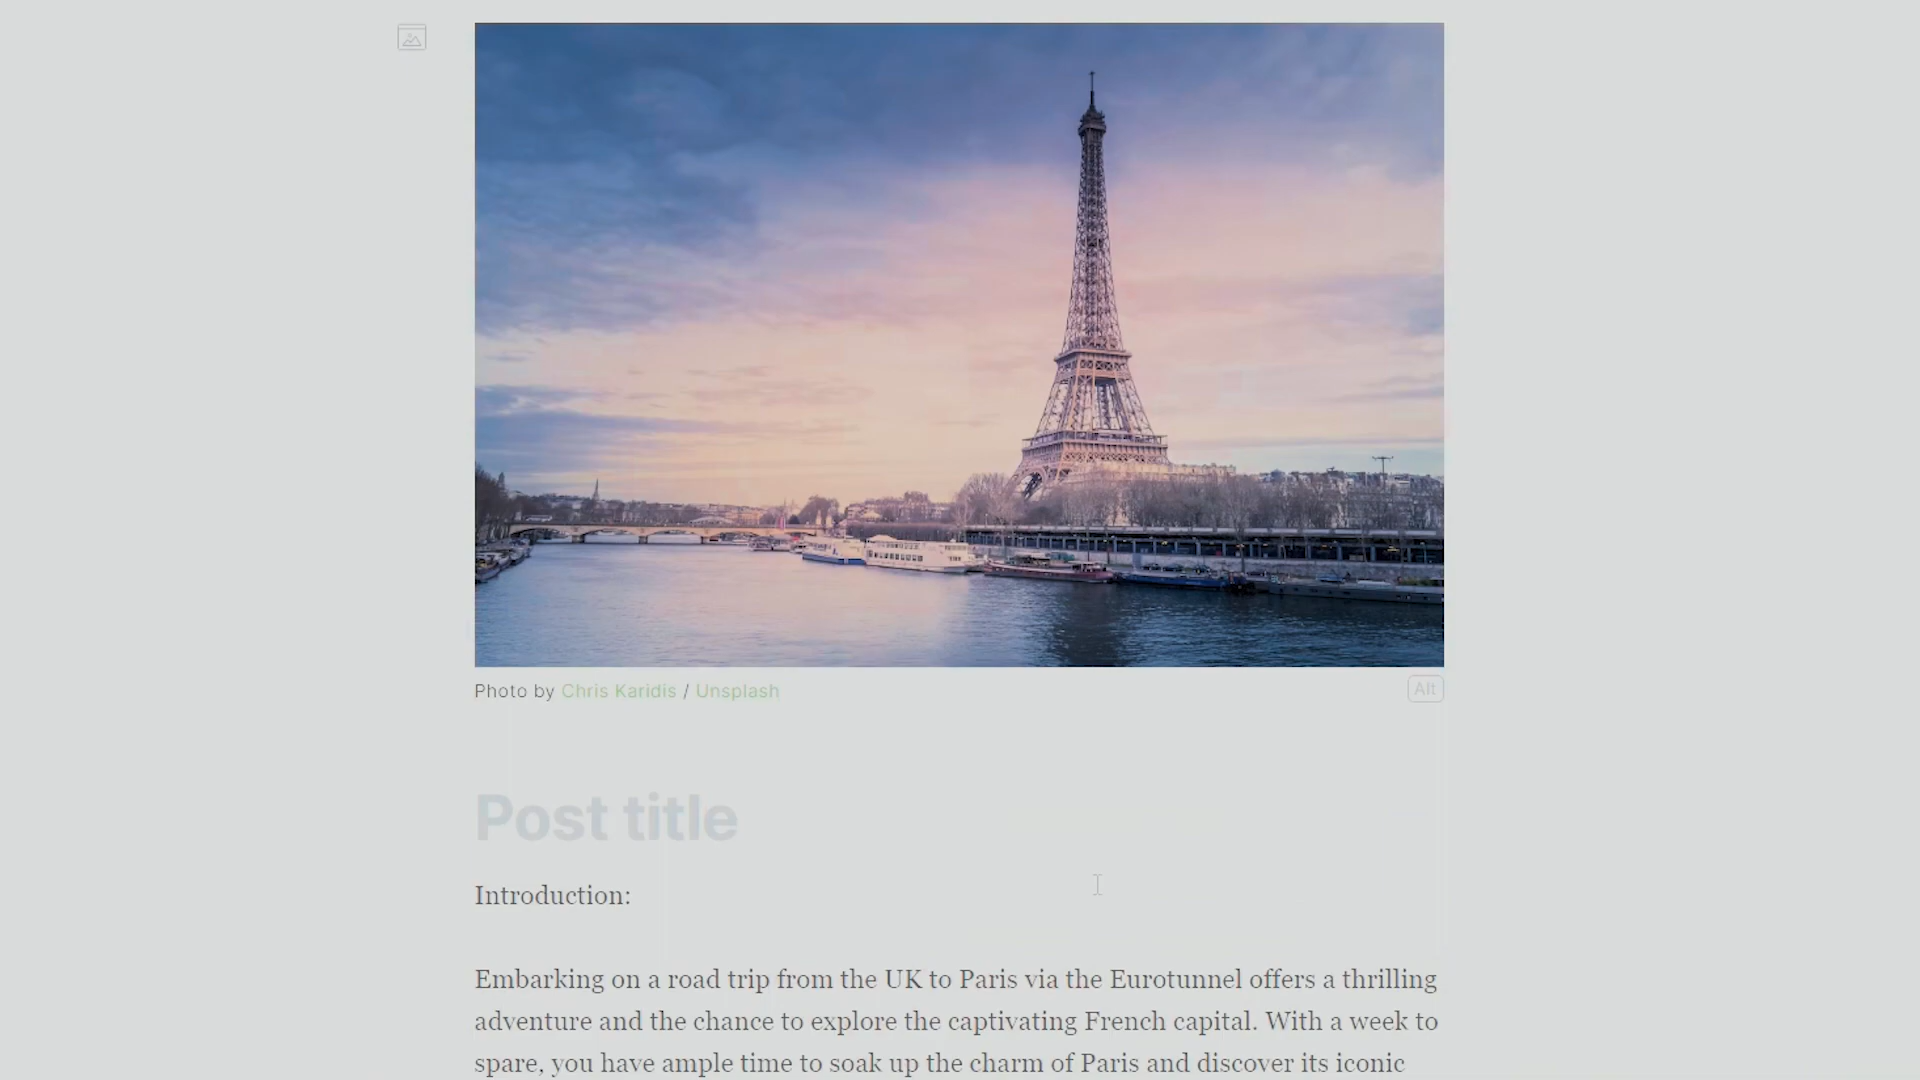 Photo by Chris Karidis / Unsplash
Alt
Post title
Introduction:
Embarking on a road trip from the UK to Paris via the Eurotunnel offers a thrilling
adventure and the chance to explore the captivating French capital. With a week to
spare, you have ample time to soak up the charm of Paris and discover its iconic